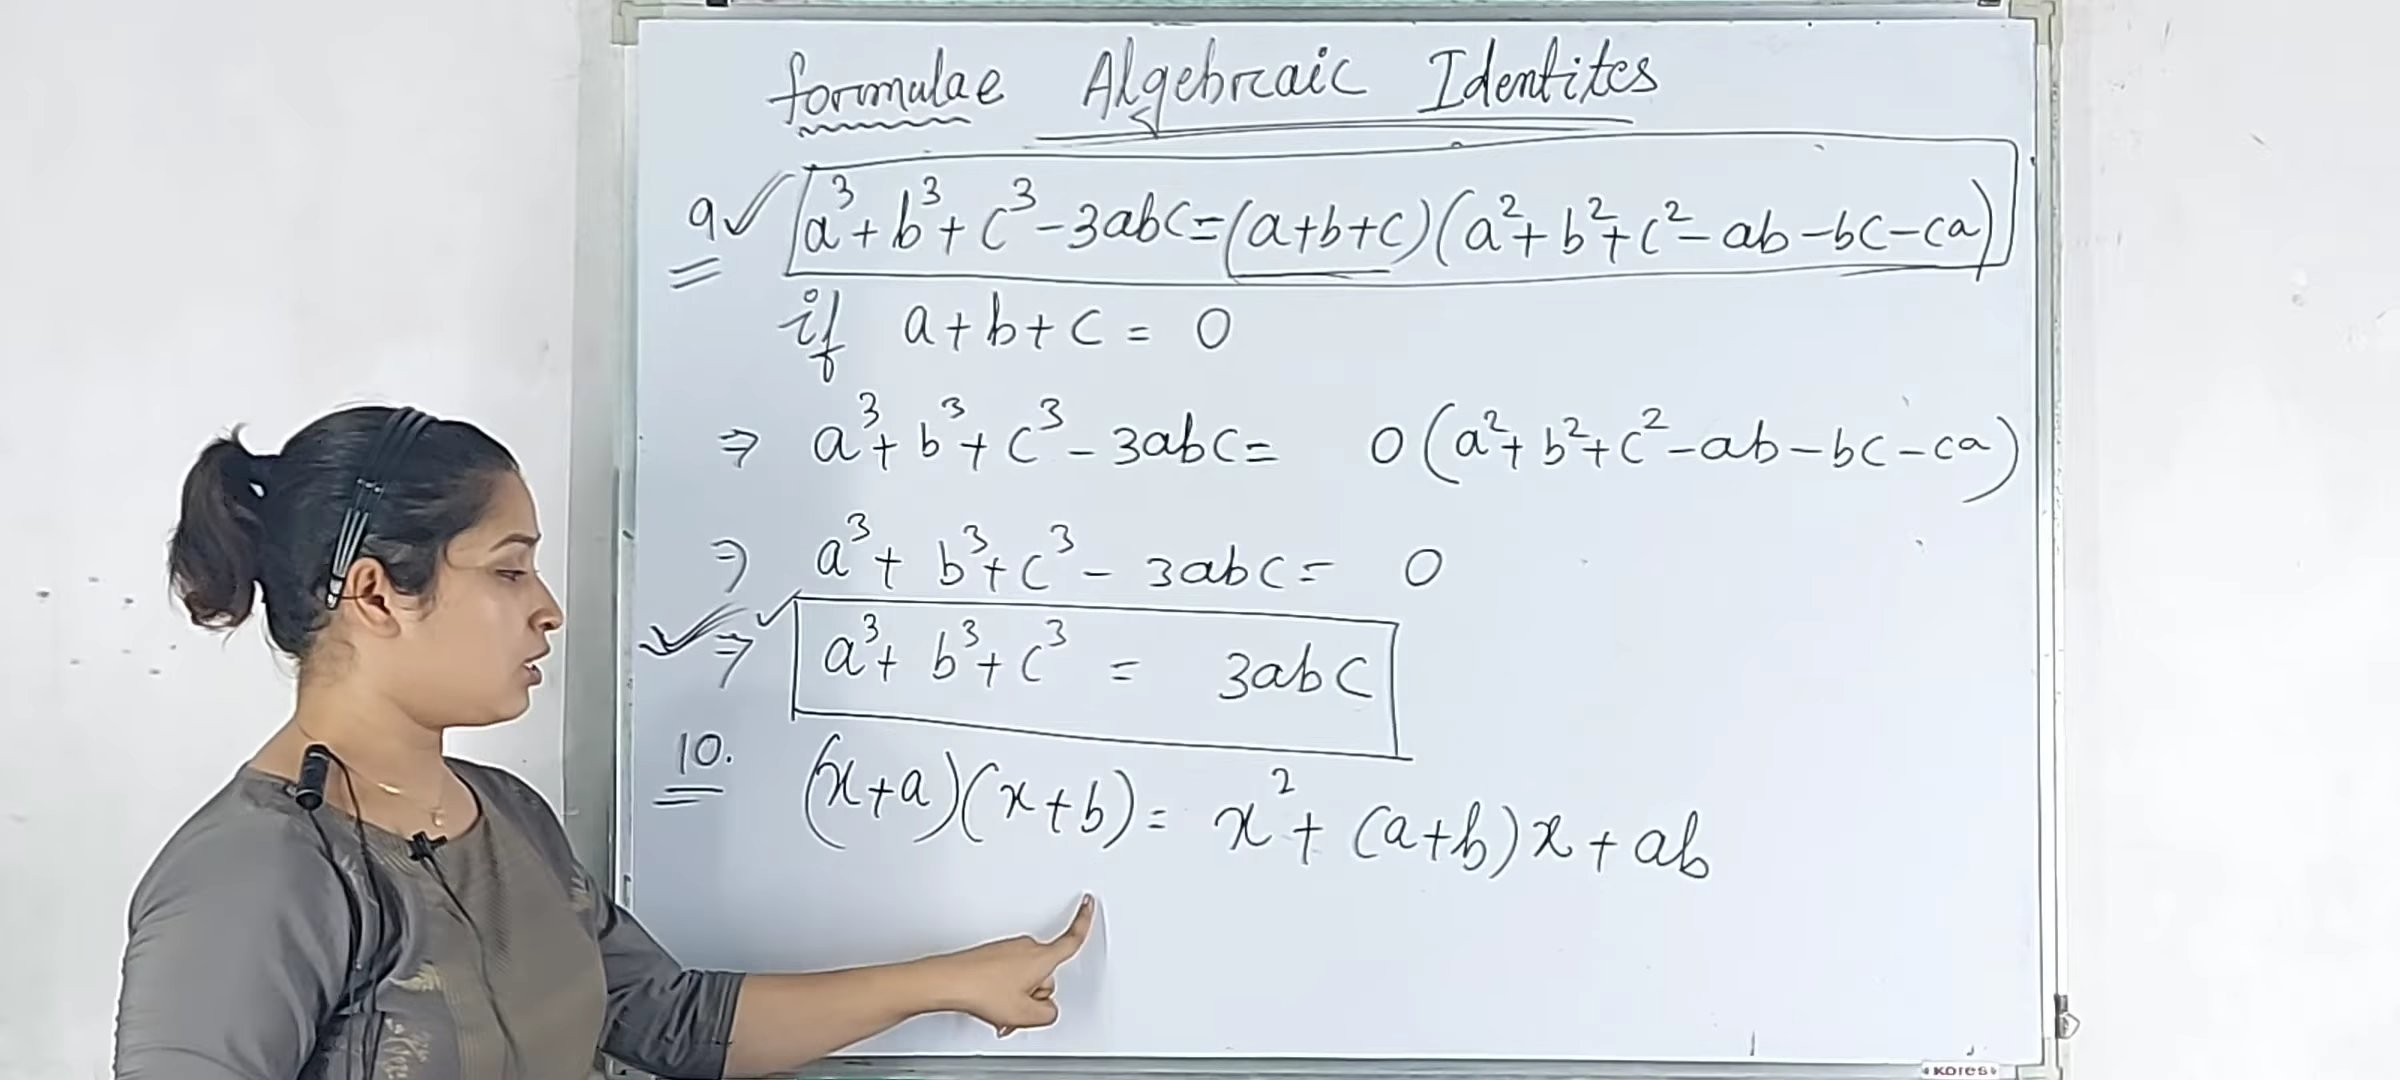 formulae Algebraic Identites
9 a³ + b³ + c³ - 3abc = (a+b+c)(a² + b² + c² - ab - bc - ca)
if a + b + c = 0
⇒ a³ + b³ + c³ - 3abc = 0 (a² + b² + c² - ab - bc - ca)
⇒ a³ + b³ + c³ - 3abc = 0
⇒ a³ + b³ + c³ = 3abc
10. (x+a)(x+b) = x² + (a+b)x + ab
Kores